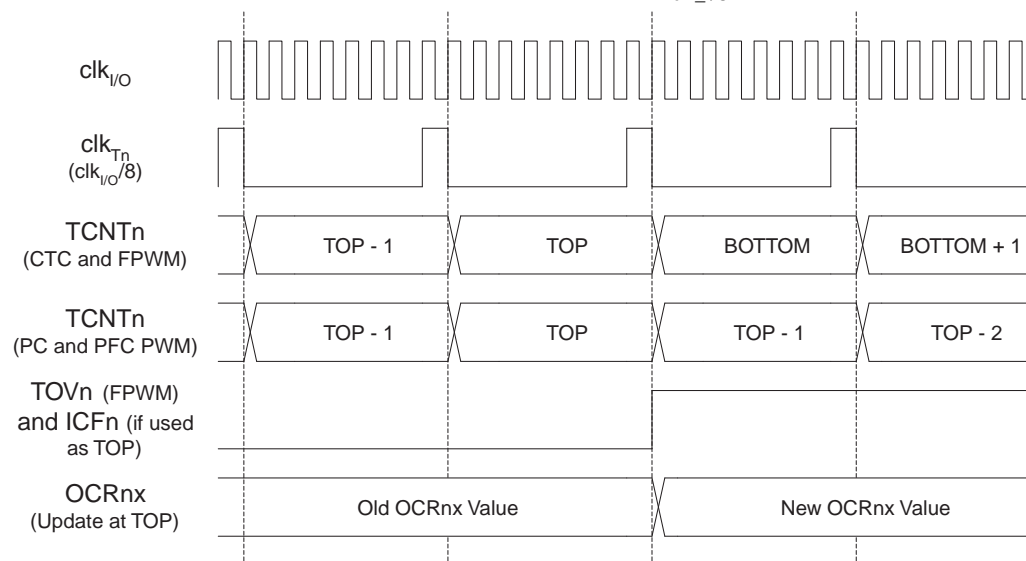 clkI/O
clkTn
(clkI/O/8)
TCNTn
(CTC and FPWM)
TOP - 1
TOP
BOTTOM
BOTTOM + 1
TCNTn
(PC and PFC PWM)
TOP - 1
TOP
TOP - 1
TOP - 2
TOVn (FPWM)
and ICFn (if used
as TOP)
OCRnx
(Update at TOP)
Old OCRnx Value
New OCRnx Value